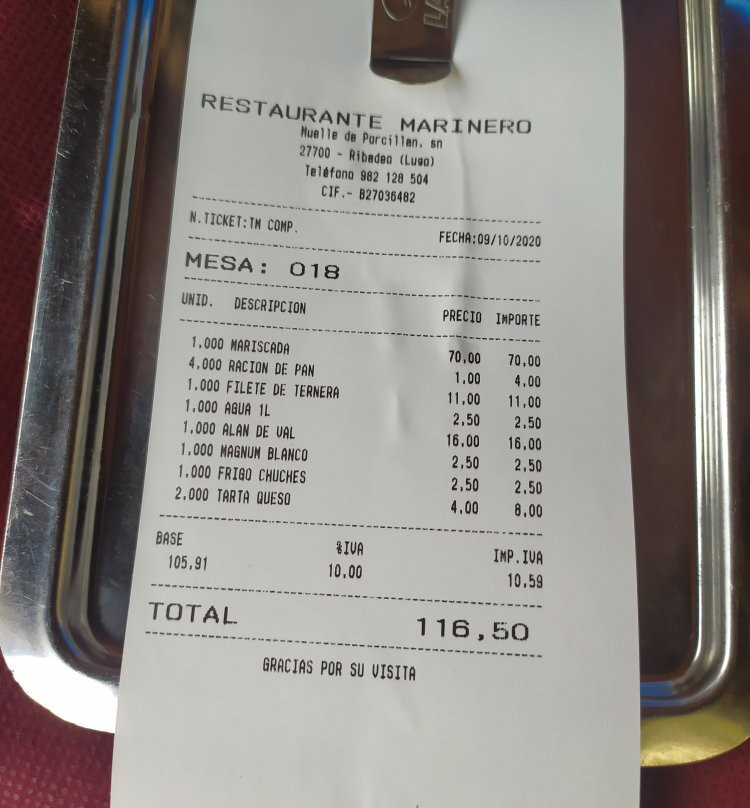 RESTAURANTE MARINERO
Muelle de Porcillan, sn
27700 - Ribadeo (Lugo)
Teléfono 982 128 504
CIF.- B27036482
N.TICKET:TM COMP. FECHA:09/10/2020
MESA: 018
UNID. DESCRIPCION PRECIO IMPORTE
1,000 MARISCADA 70,00 70,00
4,000 RACION DE PAN 1,00 4,00
1,000 FILETE DE TERNERA 11,00 11,00
1,000 AGUA 1L 2,50 2,50
1,000 ALAN DE VAL 16,00 16,00
1,000 MAGNUM BLANCO 2,50 2,50
1,000 FRIGO CHUCHES 2,50 2,50
2,000 TARTA QUESO 4,00 8,00
BASE %IVA IMP.IVA
105,91 10,00 10,59
TOTAL 116,50
GRACIAS POR SU VISITA